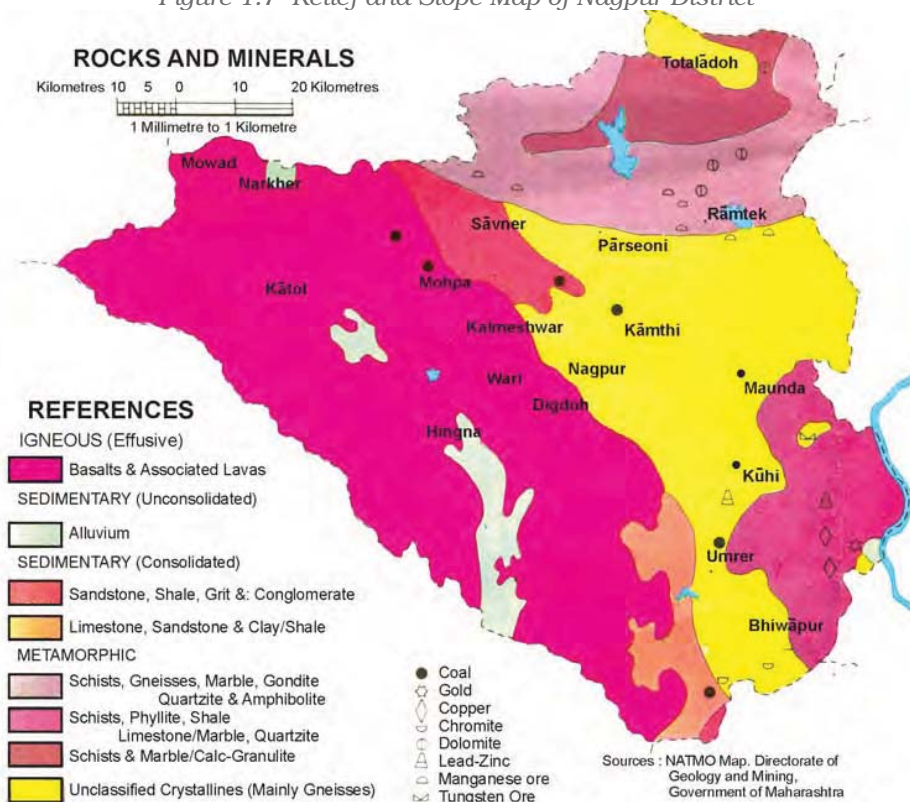 Figure 1.7 Relief and Slope Map of Nagpur District
ROCKS AND MINERALS
Kilometres 10 5 0 10 20 Kilometres
1 Millimetre to 1 Kilometre
Totalādoh
Mowad
Narkher
Rāmtek
Sāvner
Pārseoni
Kātol
Mohpa
Kalmeshwar
Kāmthi
Nagpur
Wari
Digdoh
Maunda
Hingna
Kūhi
Umrer
Bhiwāpur
REFERENCES
IGNEOUS (Effusive)
Basalts & Associated Lavas
SEDIMENTARY (Unconsolidated)
Alluvium
SEDIMENTARY (Consolidated)
Sandstone, Shale, Grit &: Conglomerate
Limestone, Sandstone & Clay/Shale
METAMORPHIC
Schists, Gneisses, Marble, Gondite
Quartzite & Amphibolite
Schists, Phyllite, Shale
Limestone/Marble, Quartzite
Schists & Marble/Calc-Granulite
Unclassified Crystallines (Mainly Gneisses)
Coal
Gold
Copper
Chromite
Dolomite
Lead-Zinc
Manganese ore
Tungsten Ore
Sources : NATMO Map. Directorate of
Geology and Mining,
Government of Maharashtra